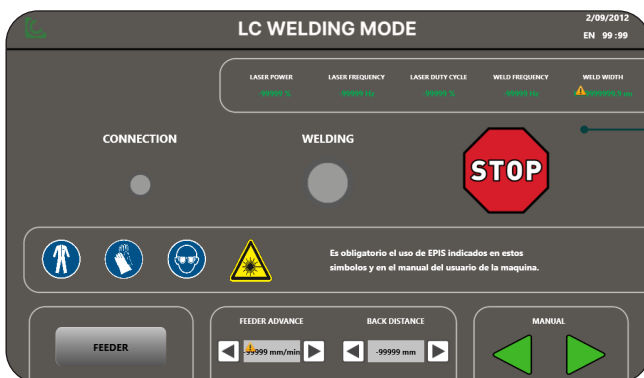 LC WELDING MODE
2/09/2012
EN 99:99
LASER POWER
LASER FREQUENCY
LASER DUTY CYCLE
WELD FREQUENCY
WELD WIDTH
-99999 %
-99999 Hz
-99999 %
-99999 Hz
CONNECTION
WELDING
STOP
Es obligatorio el uso de EPIS indicados en estos
simbolos y en el manual del usuario de la maquina.
FEEDER ADVANCE
BACK DISTANCE
MANUAL
FEEDER
-99999 mm/min
-99999 mm